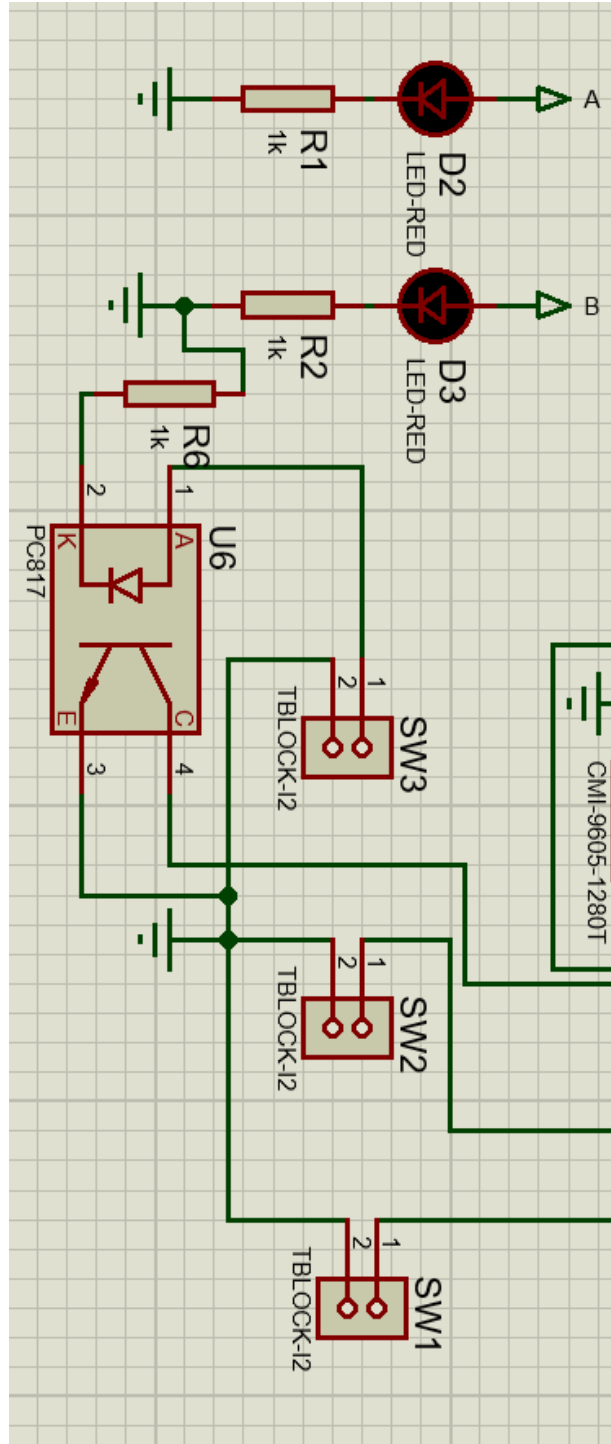 A
R1
1k
D2
LED-RED
B
R2
1k
D3
LED-RED
R6
1k
2
1
K
A
U6
PC817
E
C
3
4
2
1
SW3
TBLOCK-I2
CMI-9605-1280T
2
1
SW2
TBLOCK-I2
2
1
SW1
TBLOCK-I2